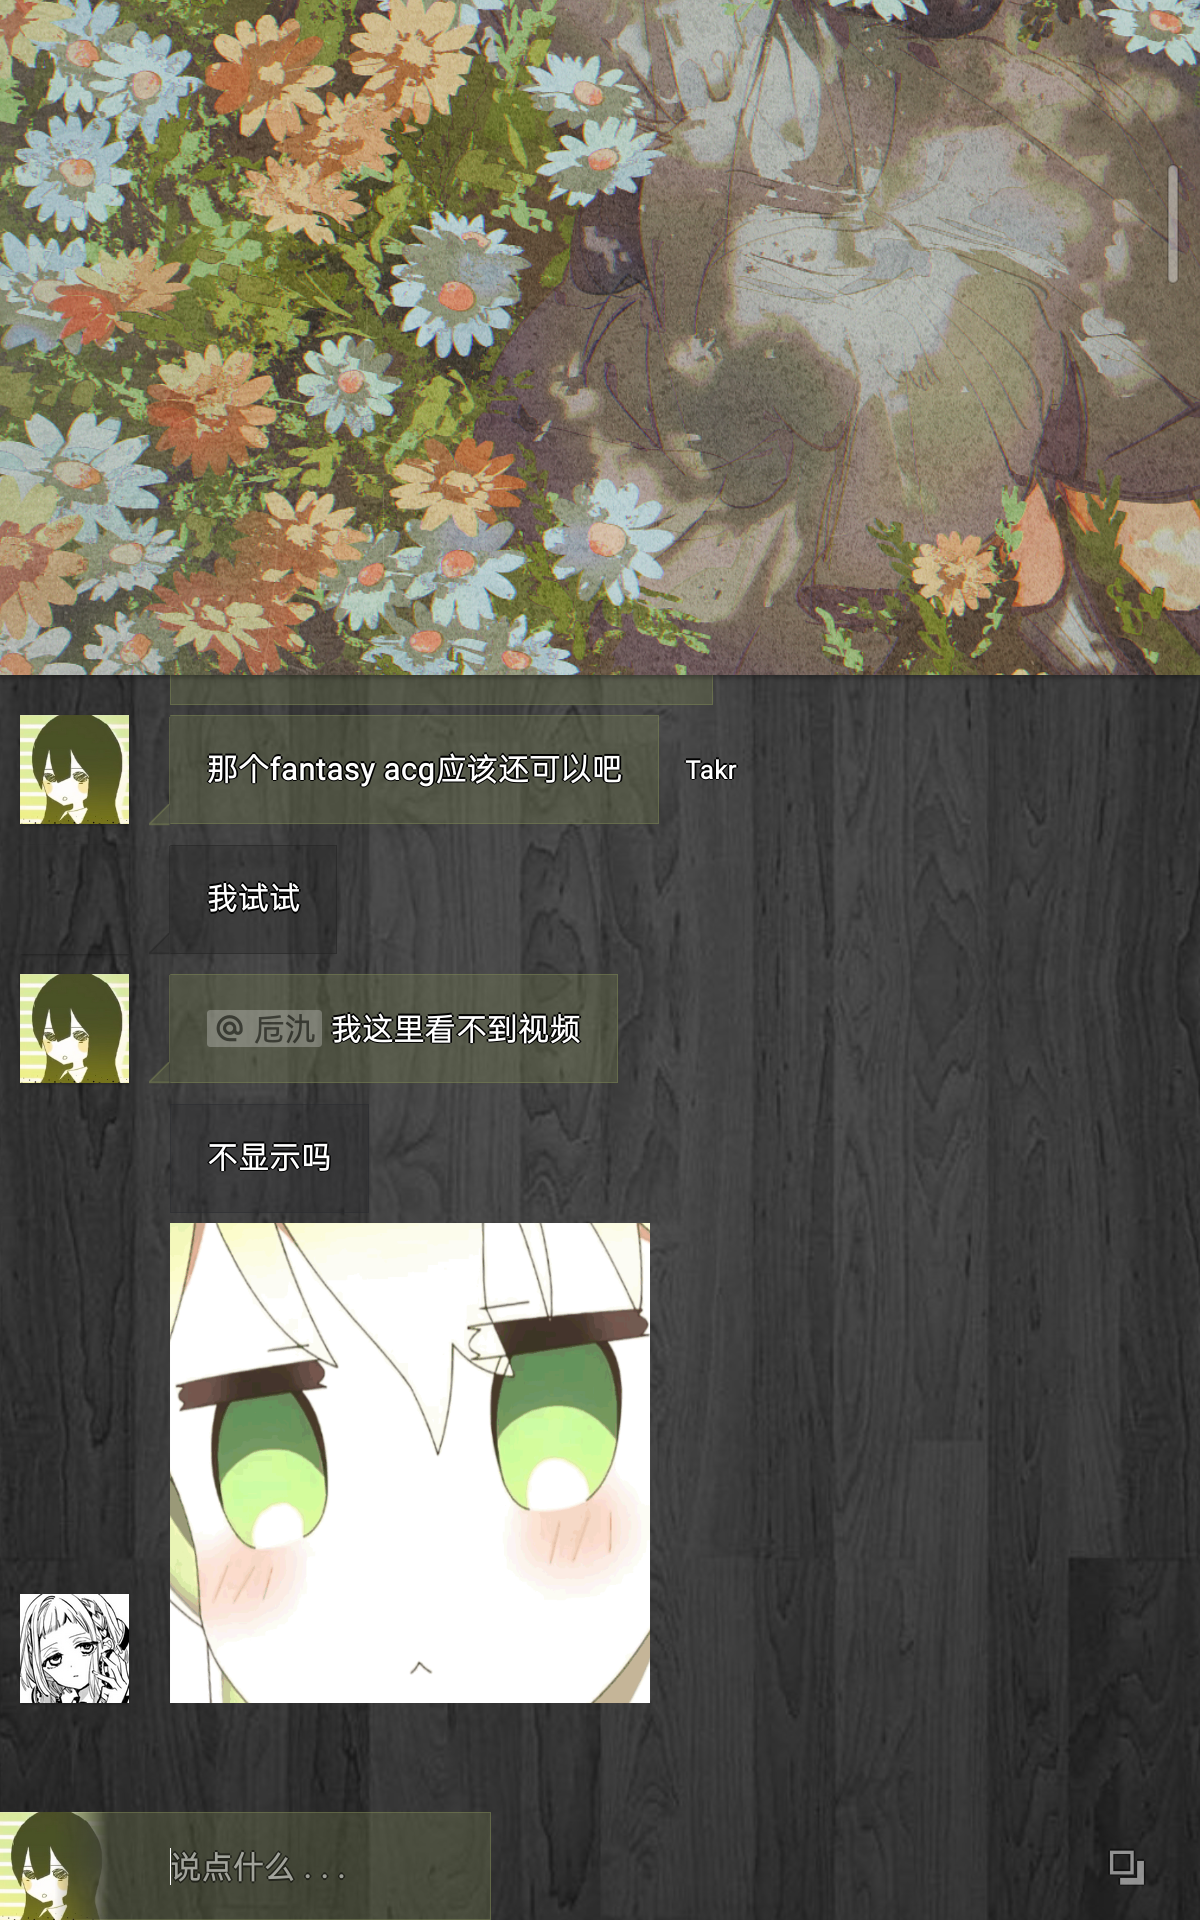 那个fantasy acg应该还可以吧
Takr
我试试
@ 卮氿 我这里看不到视频
不显示吗
说点什么 . . .